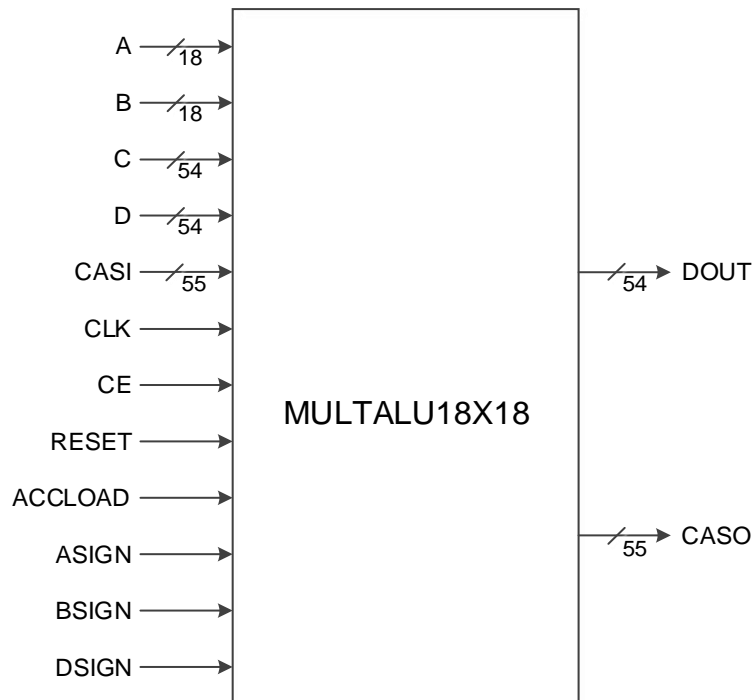 A
18
B
18
C
54
D
54
CASI
55
54
DOUT
CLK
CE
MULTALU18X18
RESET
ACCLOAD
55
CASO
ASIGN
BSIGN
DSIGN